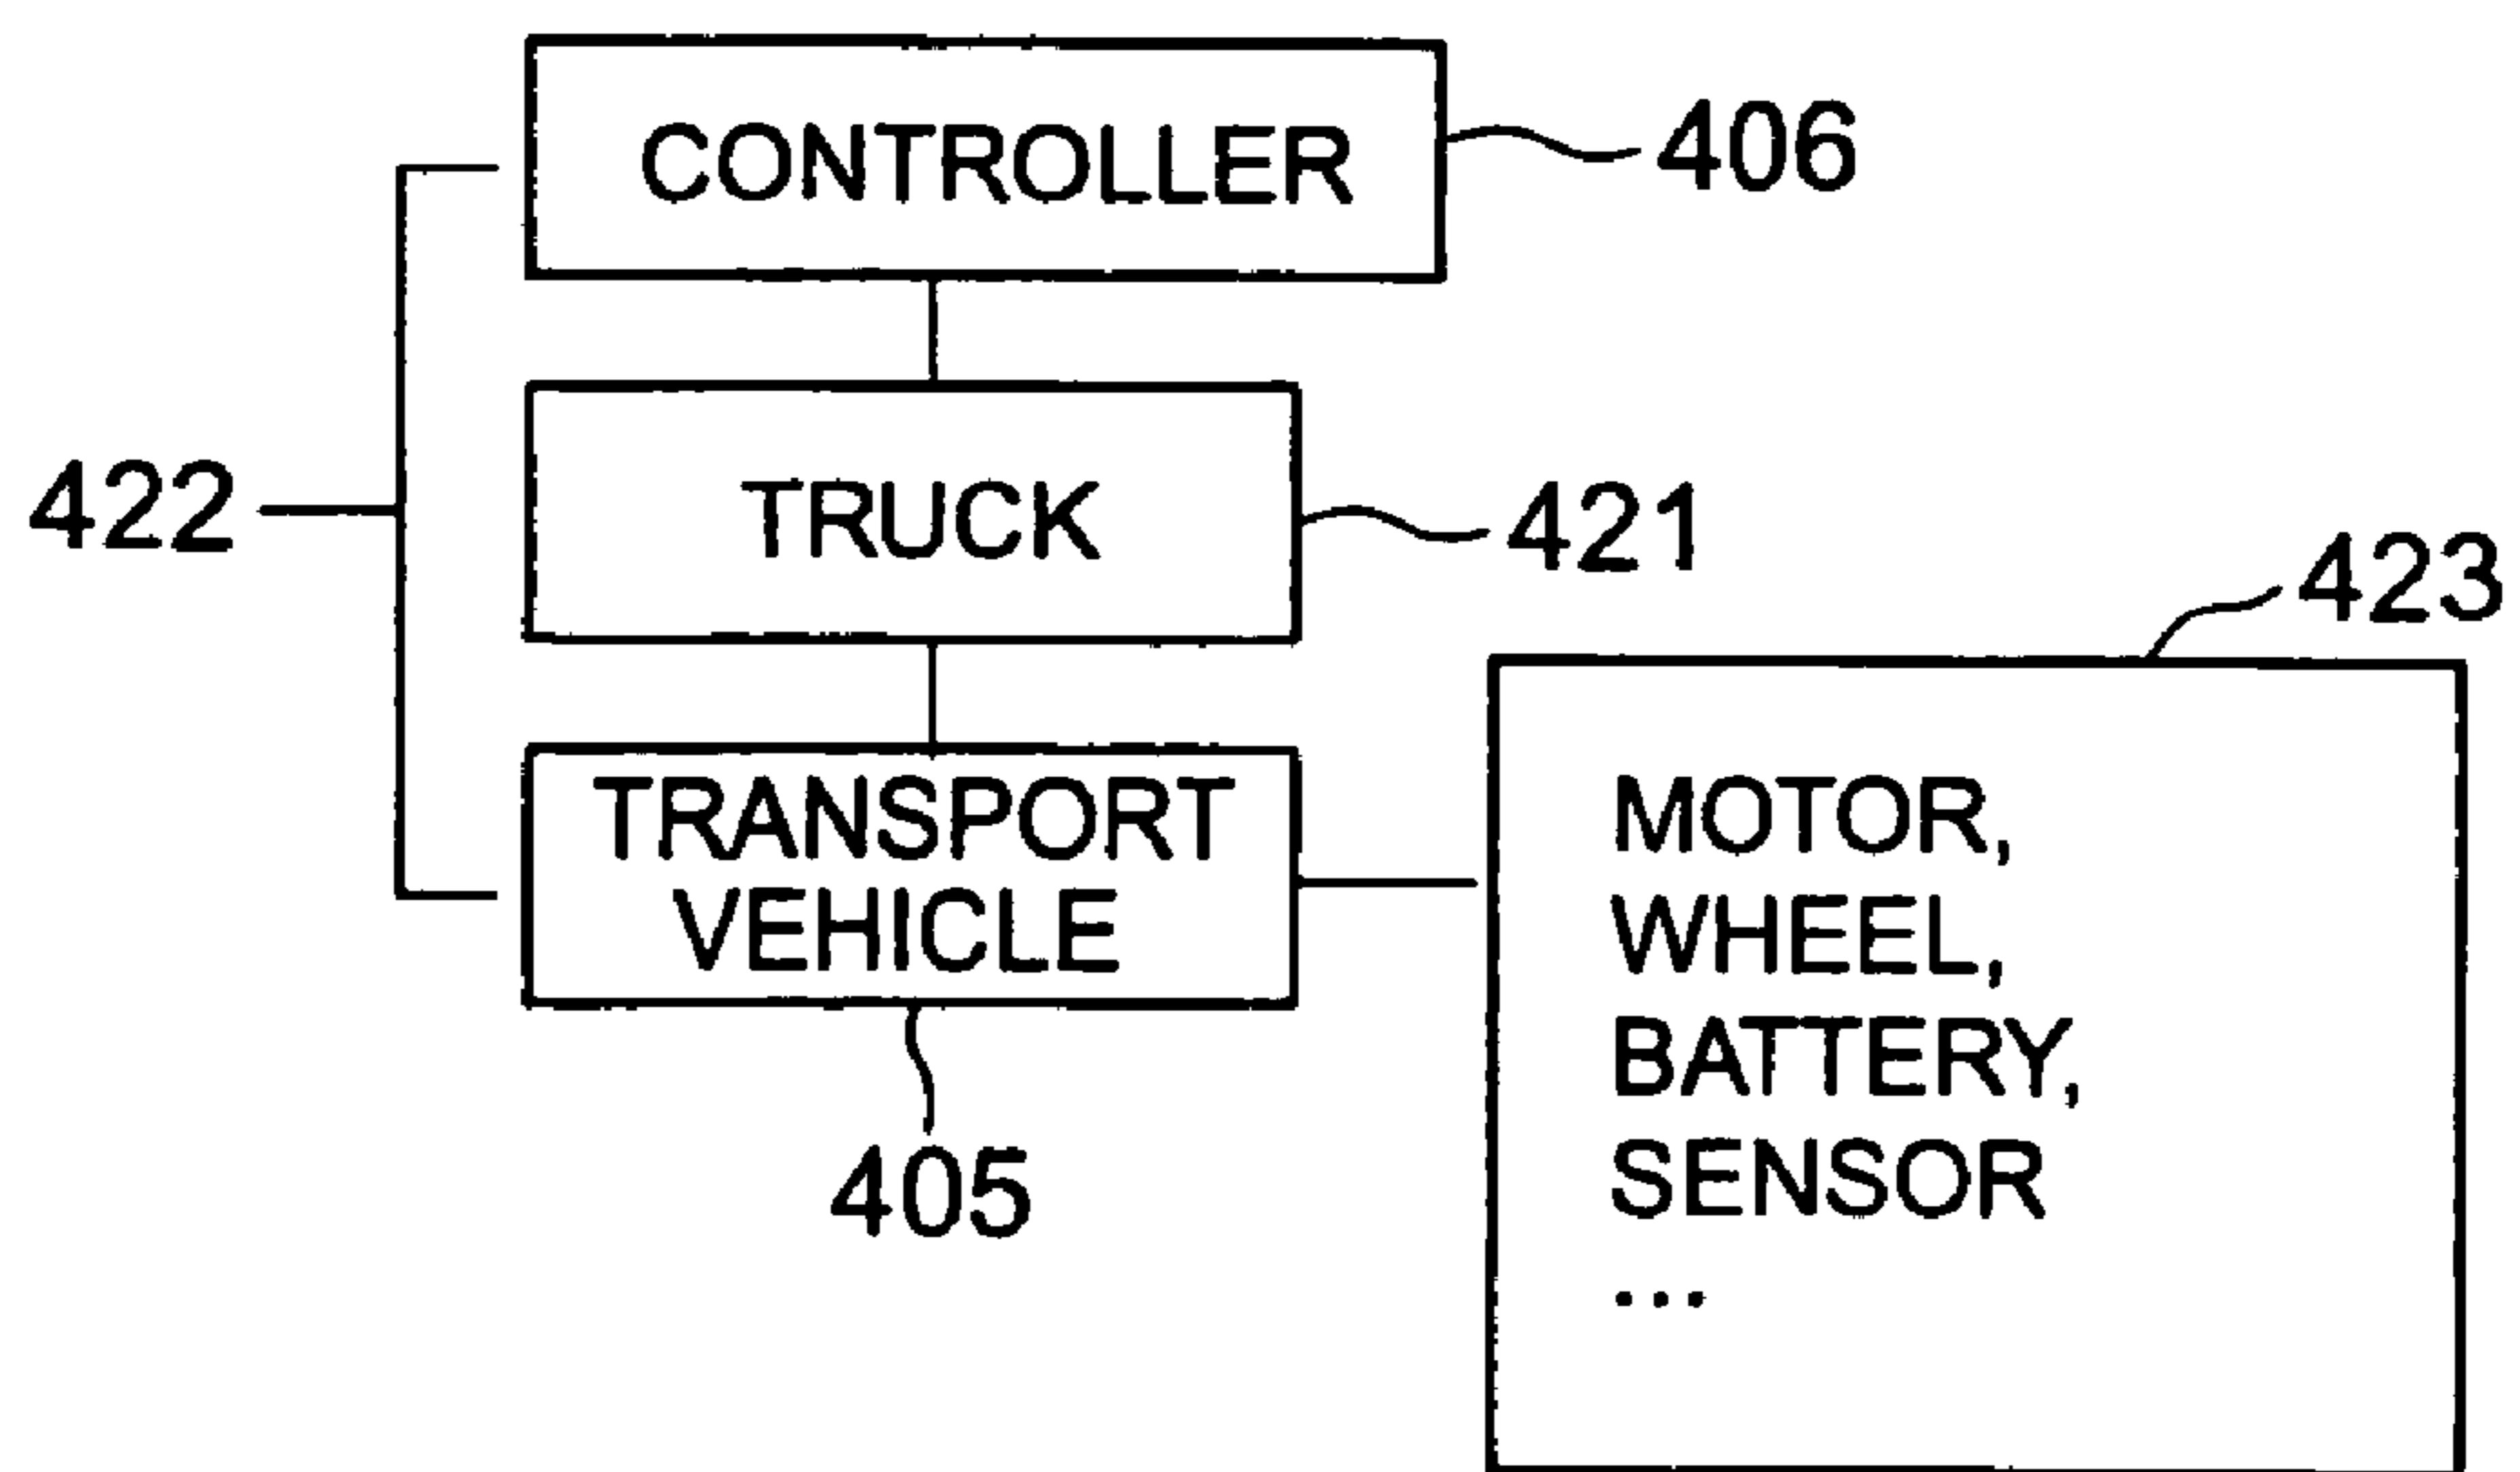 CONTROLLER
406
TRUCK
422
421
423
TRANSPORT
VEHICLE
405
MOTOR,
WHEEL,
BATTERY,
SENSOR
...